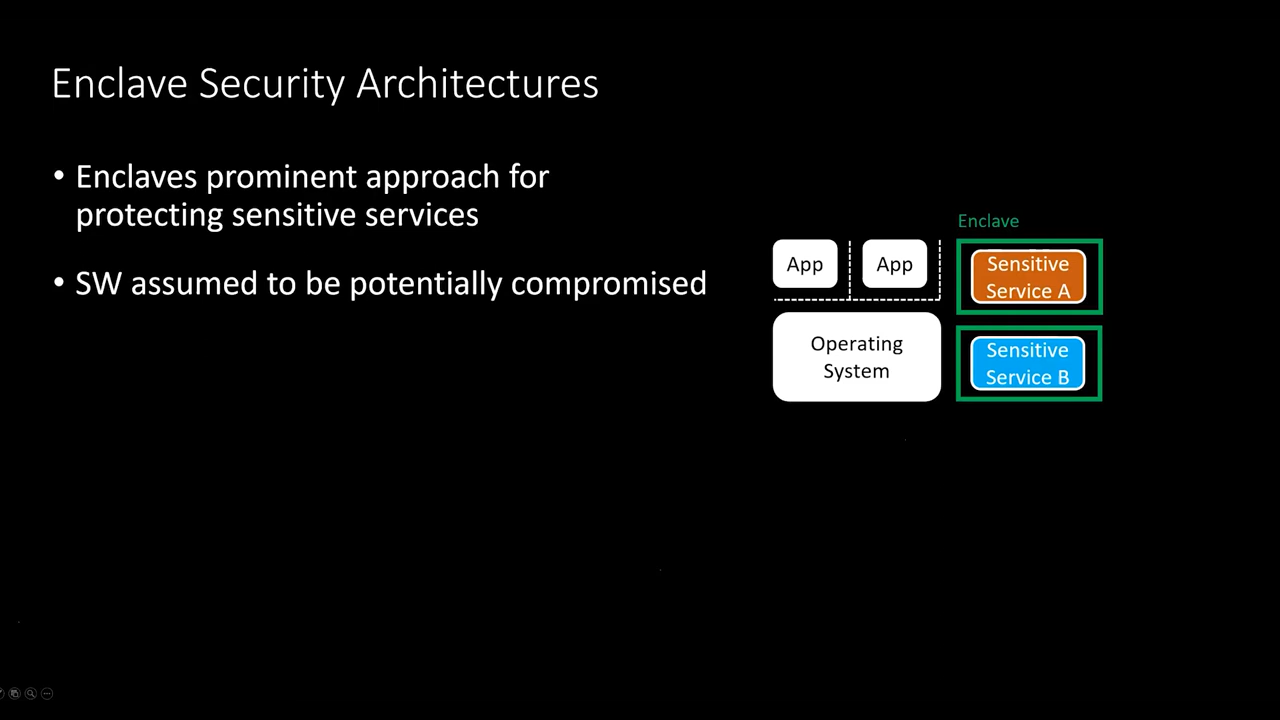 Enclave Security Architectures
• Enclaves prominent approach for
protecting sensitive services
• SW assumed to be potentially compromised
Enclave
App
App
Sensitive
Service A
Operating
System
Sensitive
Service B